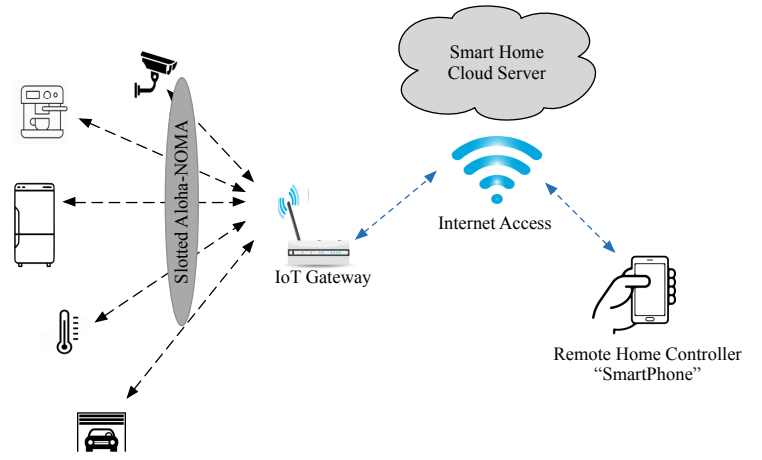 Smart Home
Cloud Server
Slotted Aloha-NOMA
Internet Access
IoT Gateway
Remote Home Controller
“SmartPhone”